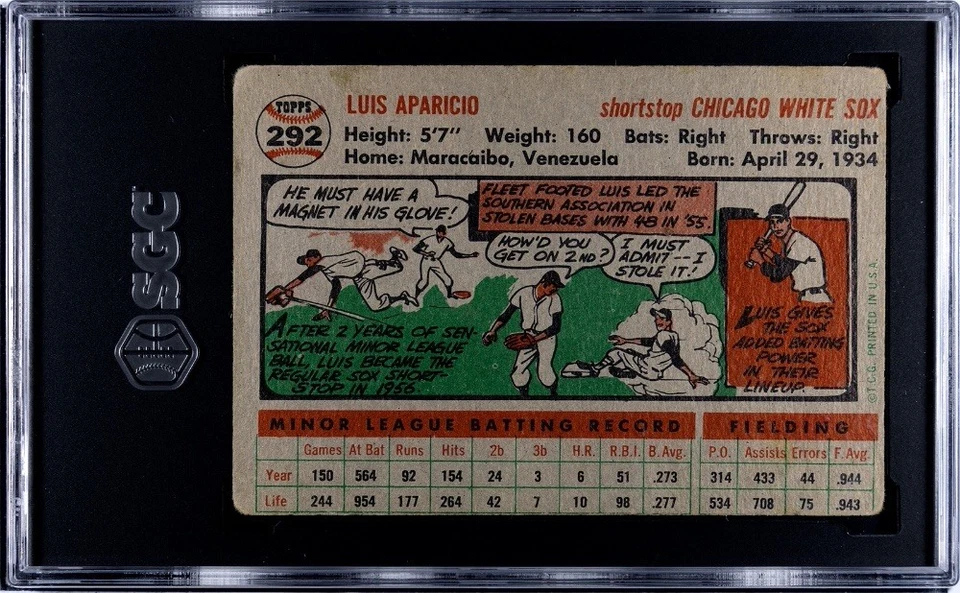 SGC
TOPPS
292
LUIS APARICIO
shortstop CHICAGO WHITE SOX
Height: 5'7" Weight: 160 Bats: Right Throws: Right
Home: Maracaibo, Venezuela Born: April 29, 1934
HE MUST HAVE A
MAGNET IN HIS GLOVE!
FLEET FOOTED LUIS LED THE
SOUTHERN ASSOCIATION IN
STOLEN BASES WITH 48 IN '55.
HOW'D YOU
GET ON 2ND?
I MUST
ADMIT--I
STOLE IT!
AFTER 2 YEARS OF SEN-
SATIONAL MINOR LEAGUE
BALL, LUIS BECAME THE
REGULAR SOX SHORT-
STOP IN 1956
LUIS GIVES
THE SOX
ADDED BATTING
POWER
IN THEIR
LINEUP.
©T.C.G. PRINTED IN U.S.A.
MINOR LEAGUE BATTING RECORD FIELDING
Games At Bat Runs Hits 2b 3b H.R. R.B.I. B. Avg. P.O. Assists Errors F. Avg.
Year 150 564 92 154 24 3 6 51 .273 314 433 44 .944
Life 244 954 177 264 42 7 10 98 .277 534 708 75 .943